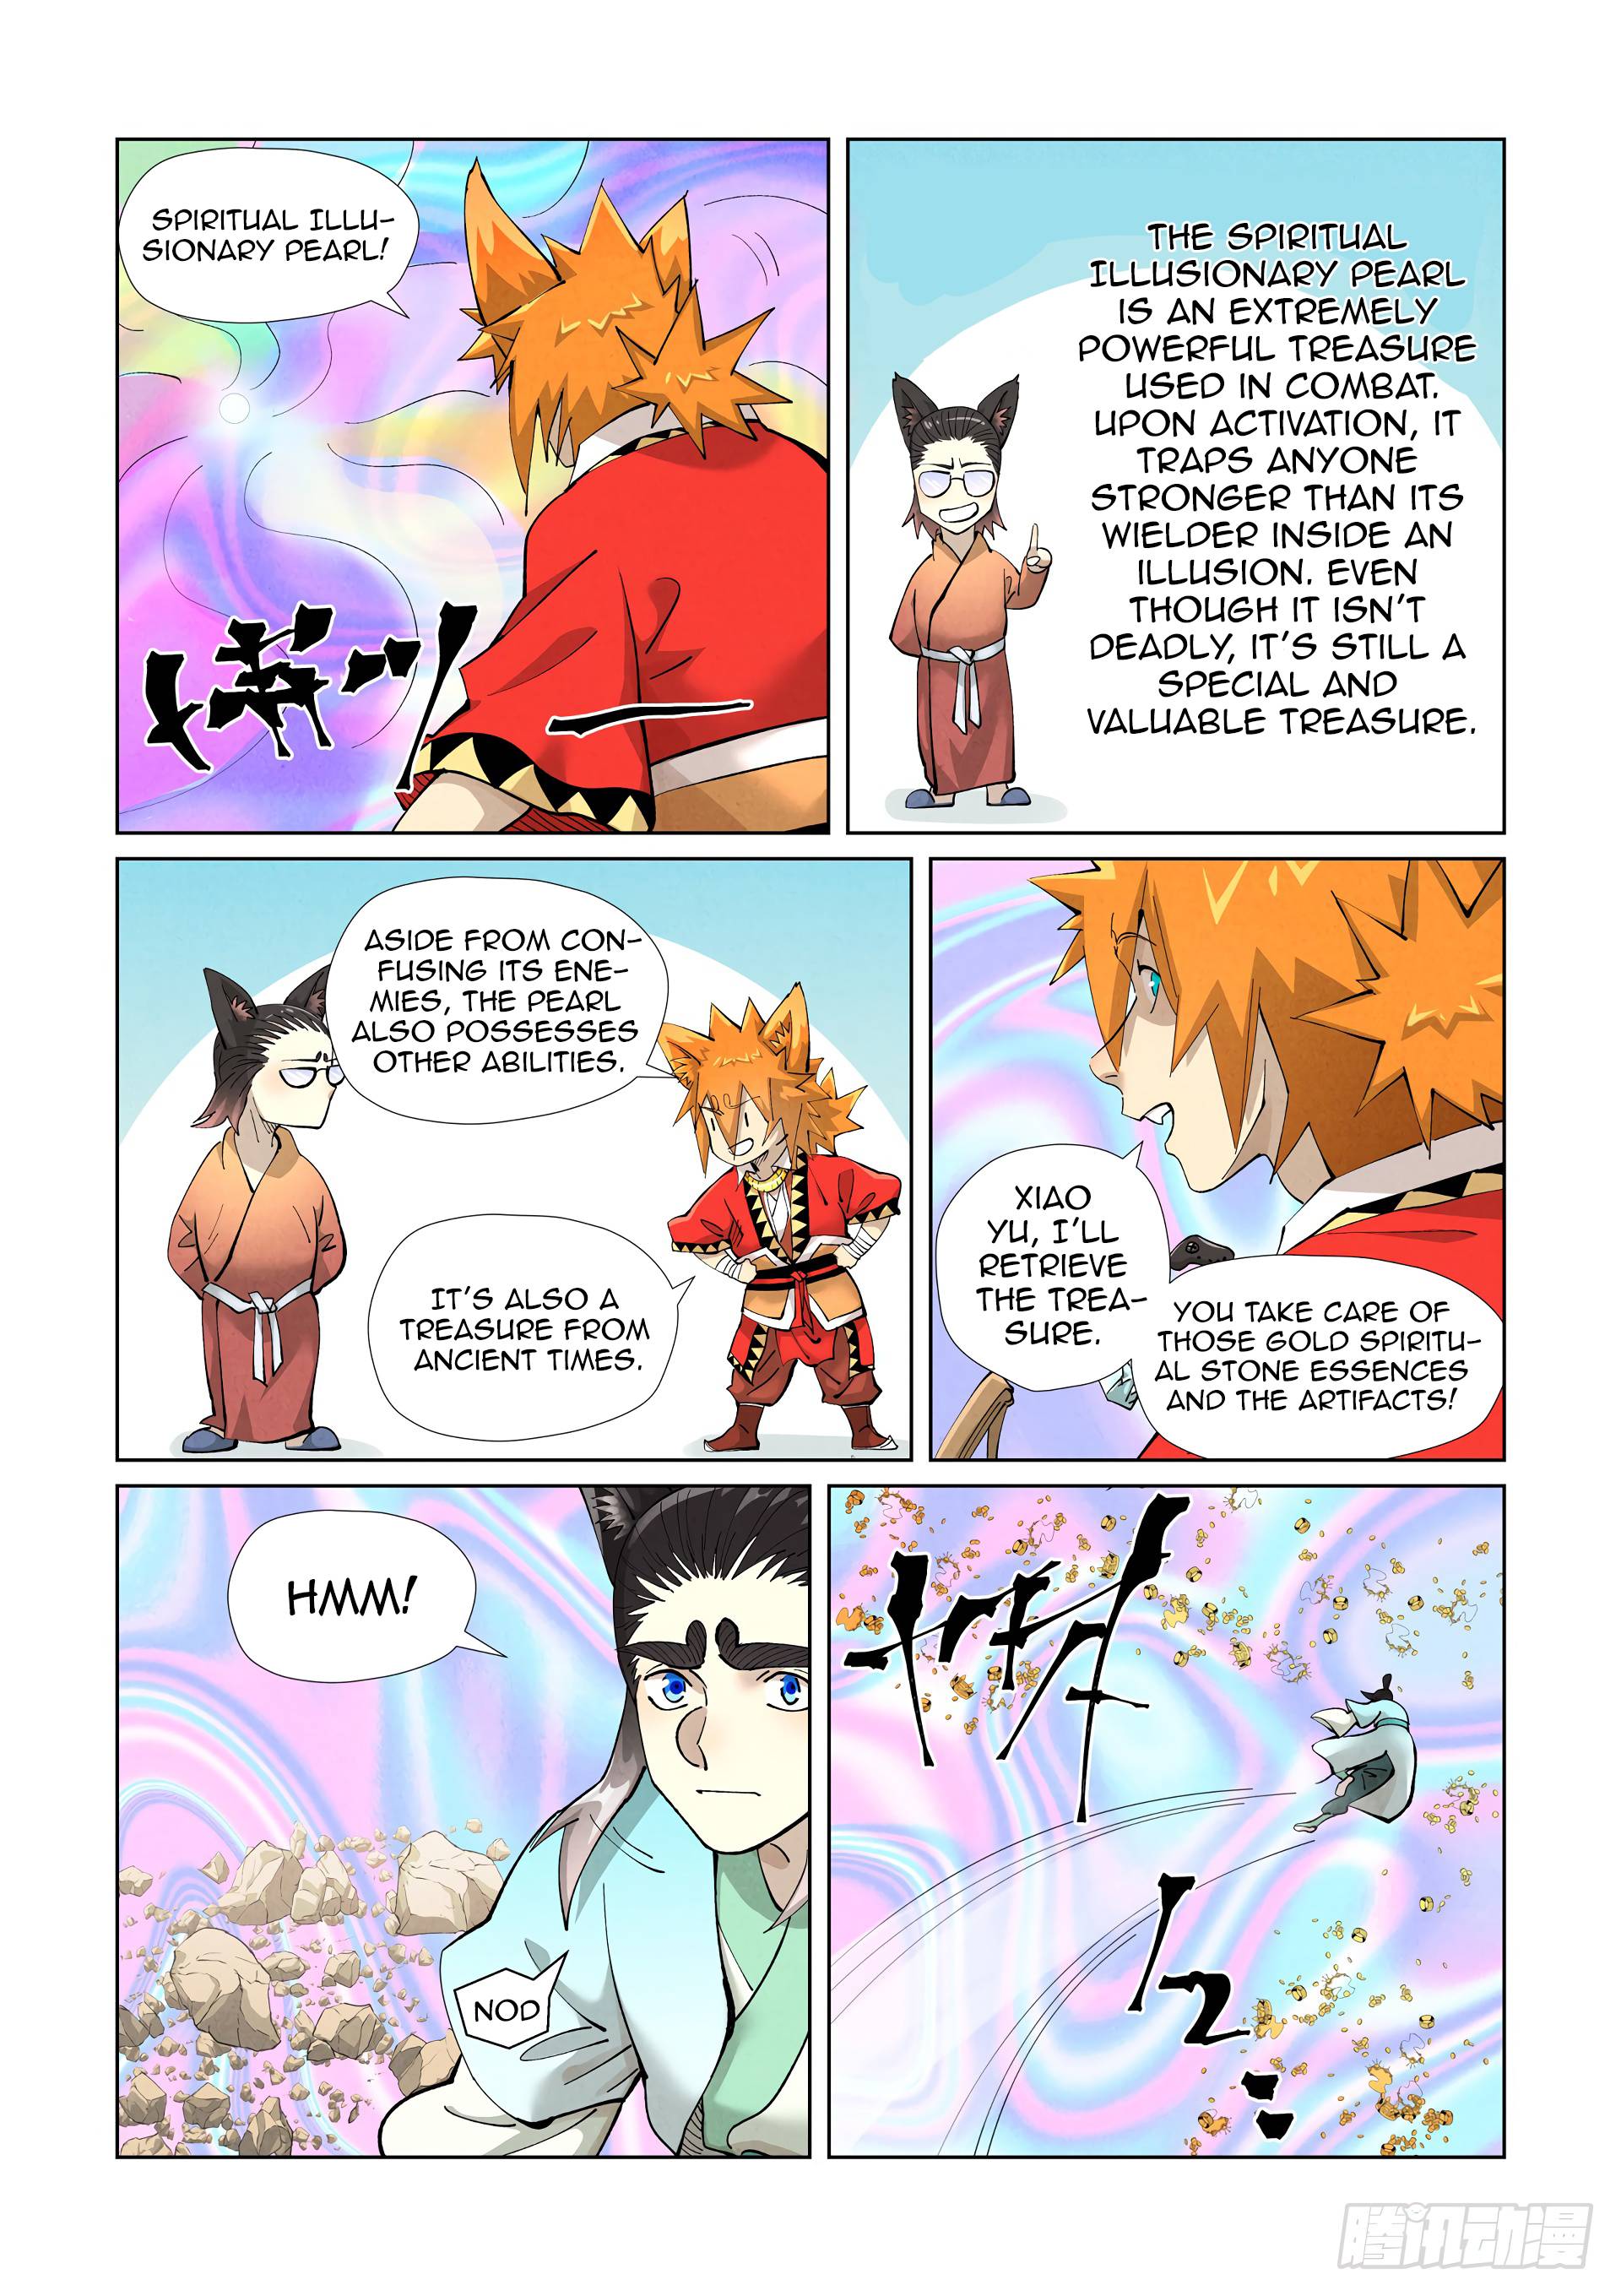 SPIRITUAL ILLU-
SIONARY PEARL!
THE SPIRITUAL
ILLUSIONARY PEARL
IS AN EXTREMELY
POWERFUL TREASURE
USED IN COMBAT.
UPON ACTIVATION, IT
TRAPS ANYONE
STRONGER THAN ITS
WIELDER INSIDE AN
ILLUSION. EVEN
THOUGH IT ISN'T
DEADLY, IT'S STILL A
SPECIAL AND
VALUABLE TREASURE.
ASIDE FROM CON-
FUSING ITS ENE-
MIES, THE PEARL
ALSO POSSESSES
OTHER ABILITIES.
IT'S ALSO A
TREASURE FROM
ANCIENT TIMES.
XIAO
YU, I'LL
RETRIEVE
THE TREA-
SURE.
YOU TAKE CARE OF
THOSE GOLD SPIRITU-
AL STONE ESSENCES
AND THE ARTIFACTS!
HMM!
NOD
腾讯动漫